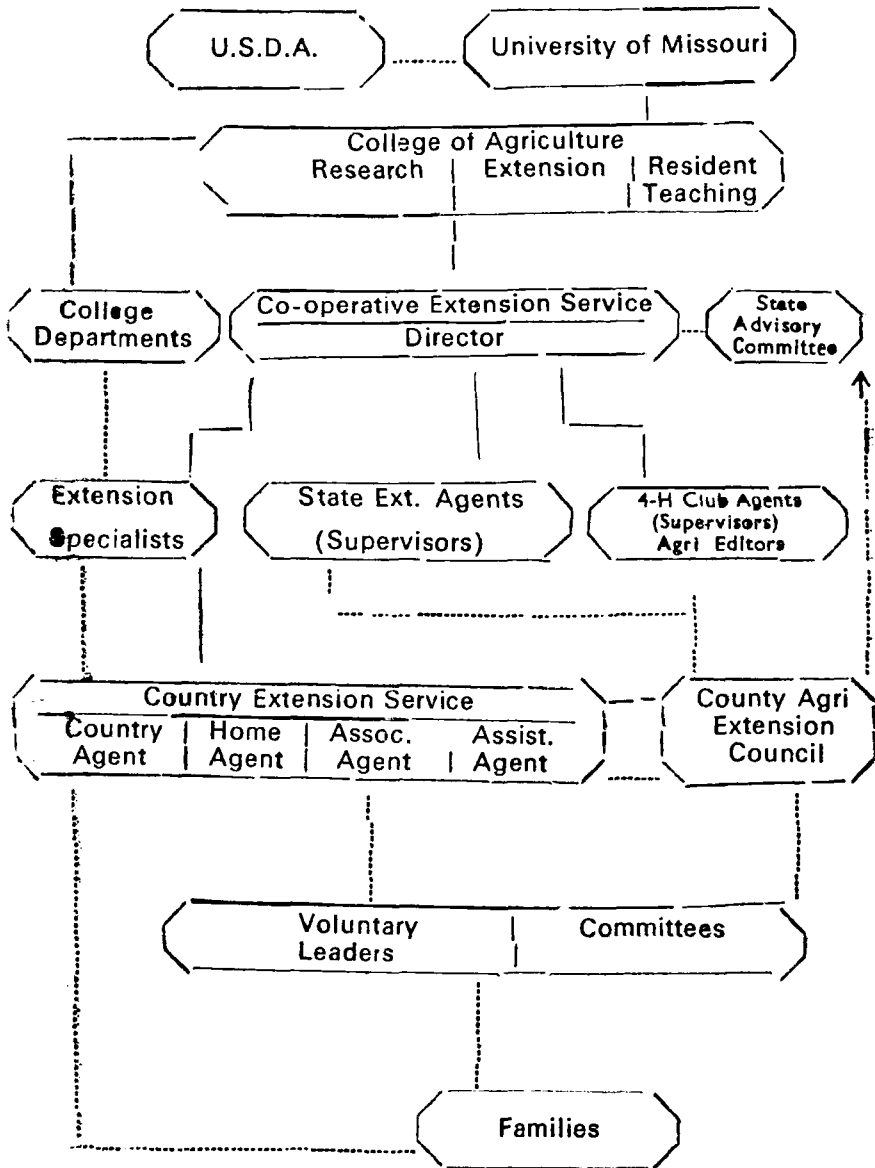 U.S.D.A.
University of Missouri
College of Agriculture
Research Extension Resident
Teaching
College
Departments
Co-operative Extension Service
Director
State
Advisory
Committee
Extension
Specialists
State Ext. Agents
(Supervisors)
4-H Club Agents
(Supervisors)
Agri Editors
Country Extension Service
Country
Agent
Home
Agent
Assoc.
Agent
Assist.
Agent
County Agri
Extension
Council
Voluntary
Leaders
Committees
Families